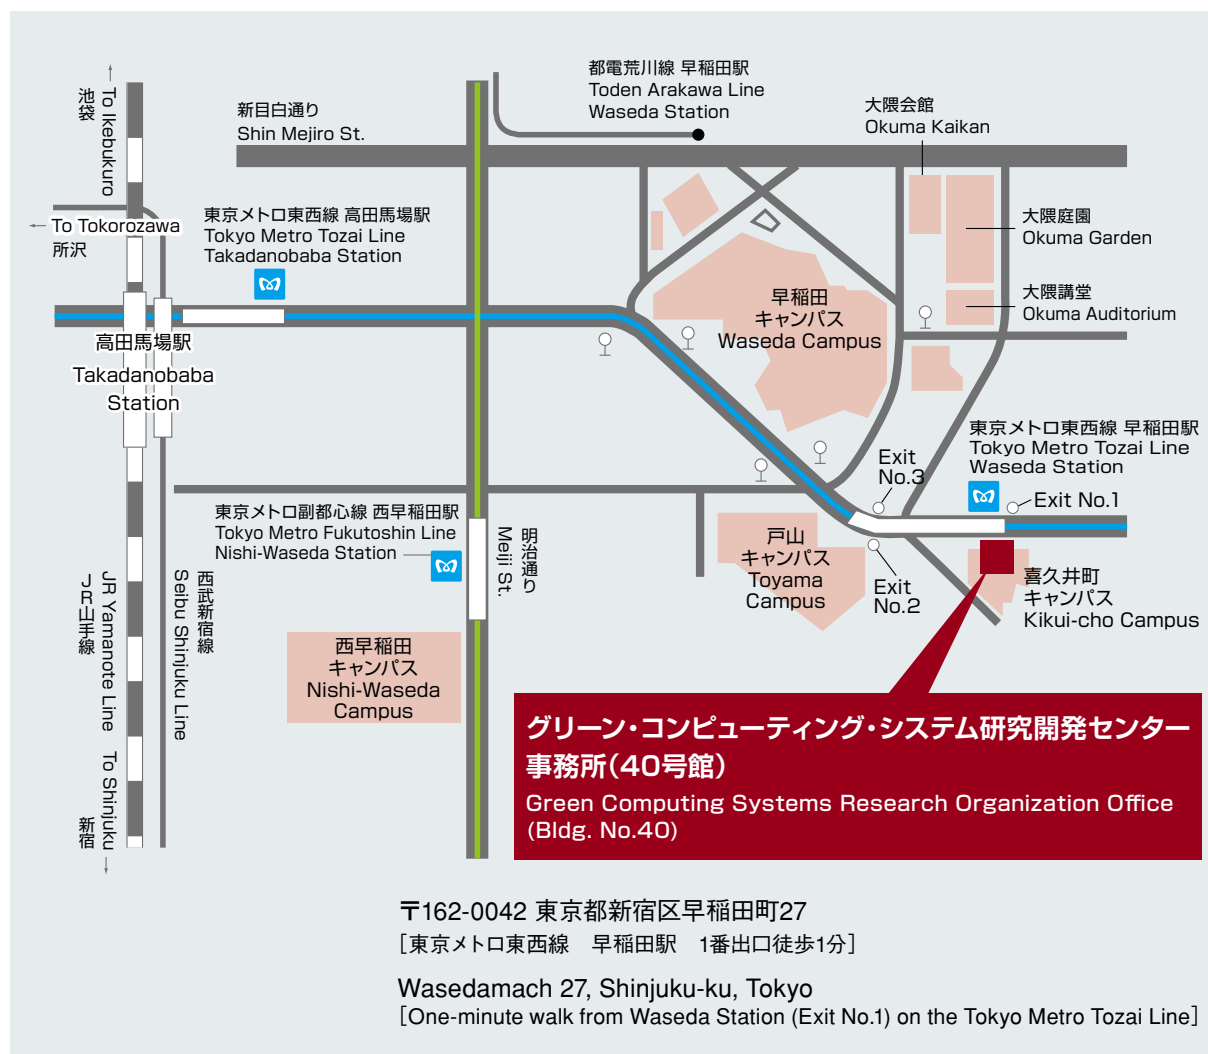 To Ikebukuro
池袋
新目白通り
Shin Mejiro St.
都電荒川線 早稲田駅
Toden Arakawa Line
Waseda Station
大隈会館
Okuma Kaikan
To Tokorozawa
所沢
東京メトロ東西線 高田馬場駅
Tokyo Metro Tozai Line
Takadanobaba Station
大隈庭園
Okuma Garden
大隈講堂
Okuma Auditorium
早稲田
キャンパス
Waseda Campus
高田馬場駅
Takadanobaba
Station
東京メトロ東西線 早稲田駅
Tokyo Metro Tozai Line
Waseda Station
Exit
No.3
Exit No.1
東京メトロ副都心線 西早稲田駅
Tokyo Metro Fukutoshin Line
Nishi-Waseda Station
明治通り
Meiji St.
戸山
キャンパス
Toyama
Campus
Exit
No.2
喜久井町
キャンパス
Kikui-cho Campus
西武新宿線
Seibu Shinjuku Line
JR Yamanote Line
JR山手線
西早稲田
キャンパス
Nishi-Waseda
Campus
To Shinjuku
新宿
グリーン・コンピューティング・システム研究開発センター
事務所(40号館)
Green Computing Systems Research Organization Office
(Bldg. No.40)
〒162-0042 東京都新宿区早稲田町27
[東京メトロ東西線　早稲田駅　1番出口徒歩1分]
Wasedamach 27, Shinjuku-ku, Tokyo
[One-minute walk from Waseda Station (Exit No.1) on the Tokyo Metro Tozai Line]